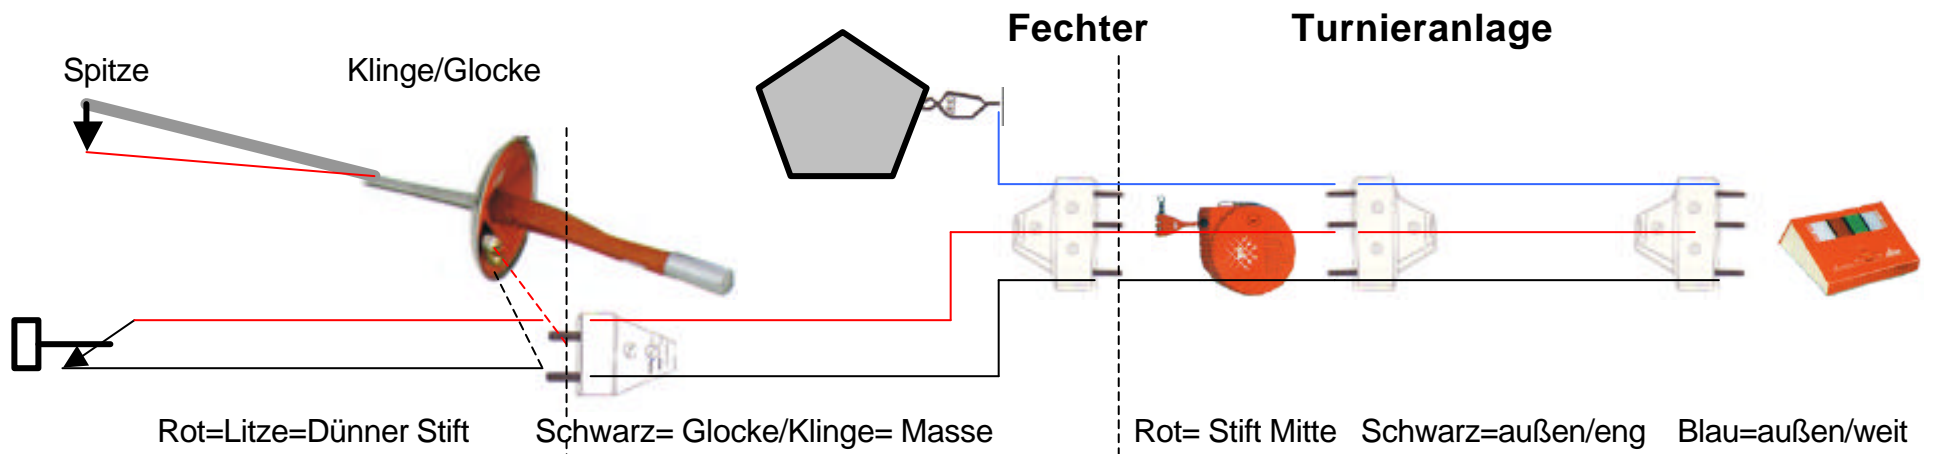 Fechter Turnieranlage
Spitze Klinge/Glocke
Rot=Litze=Dünner Stift Schwarz= Glocke/Klinge= Masse Rot= Stift Mitte Schwarz=außen/eng Blau=außen/weit